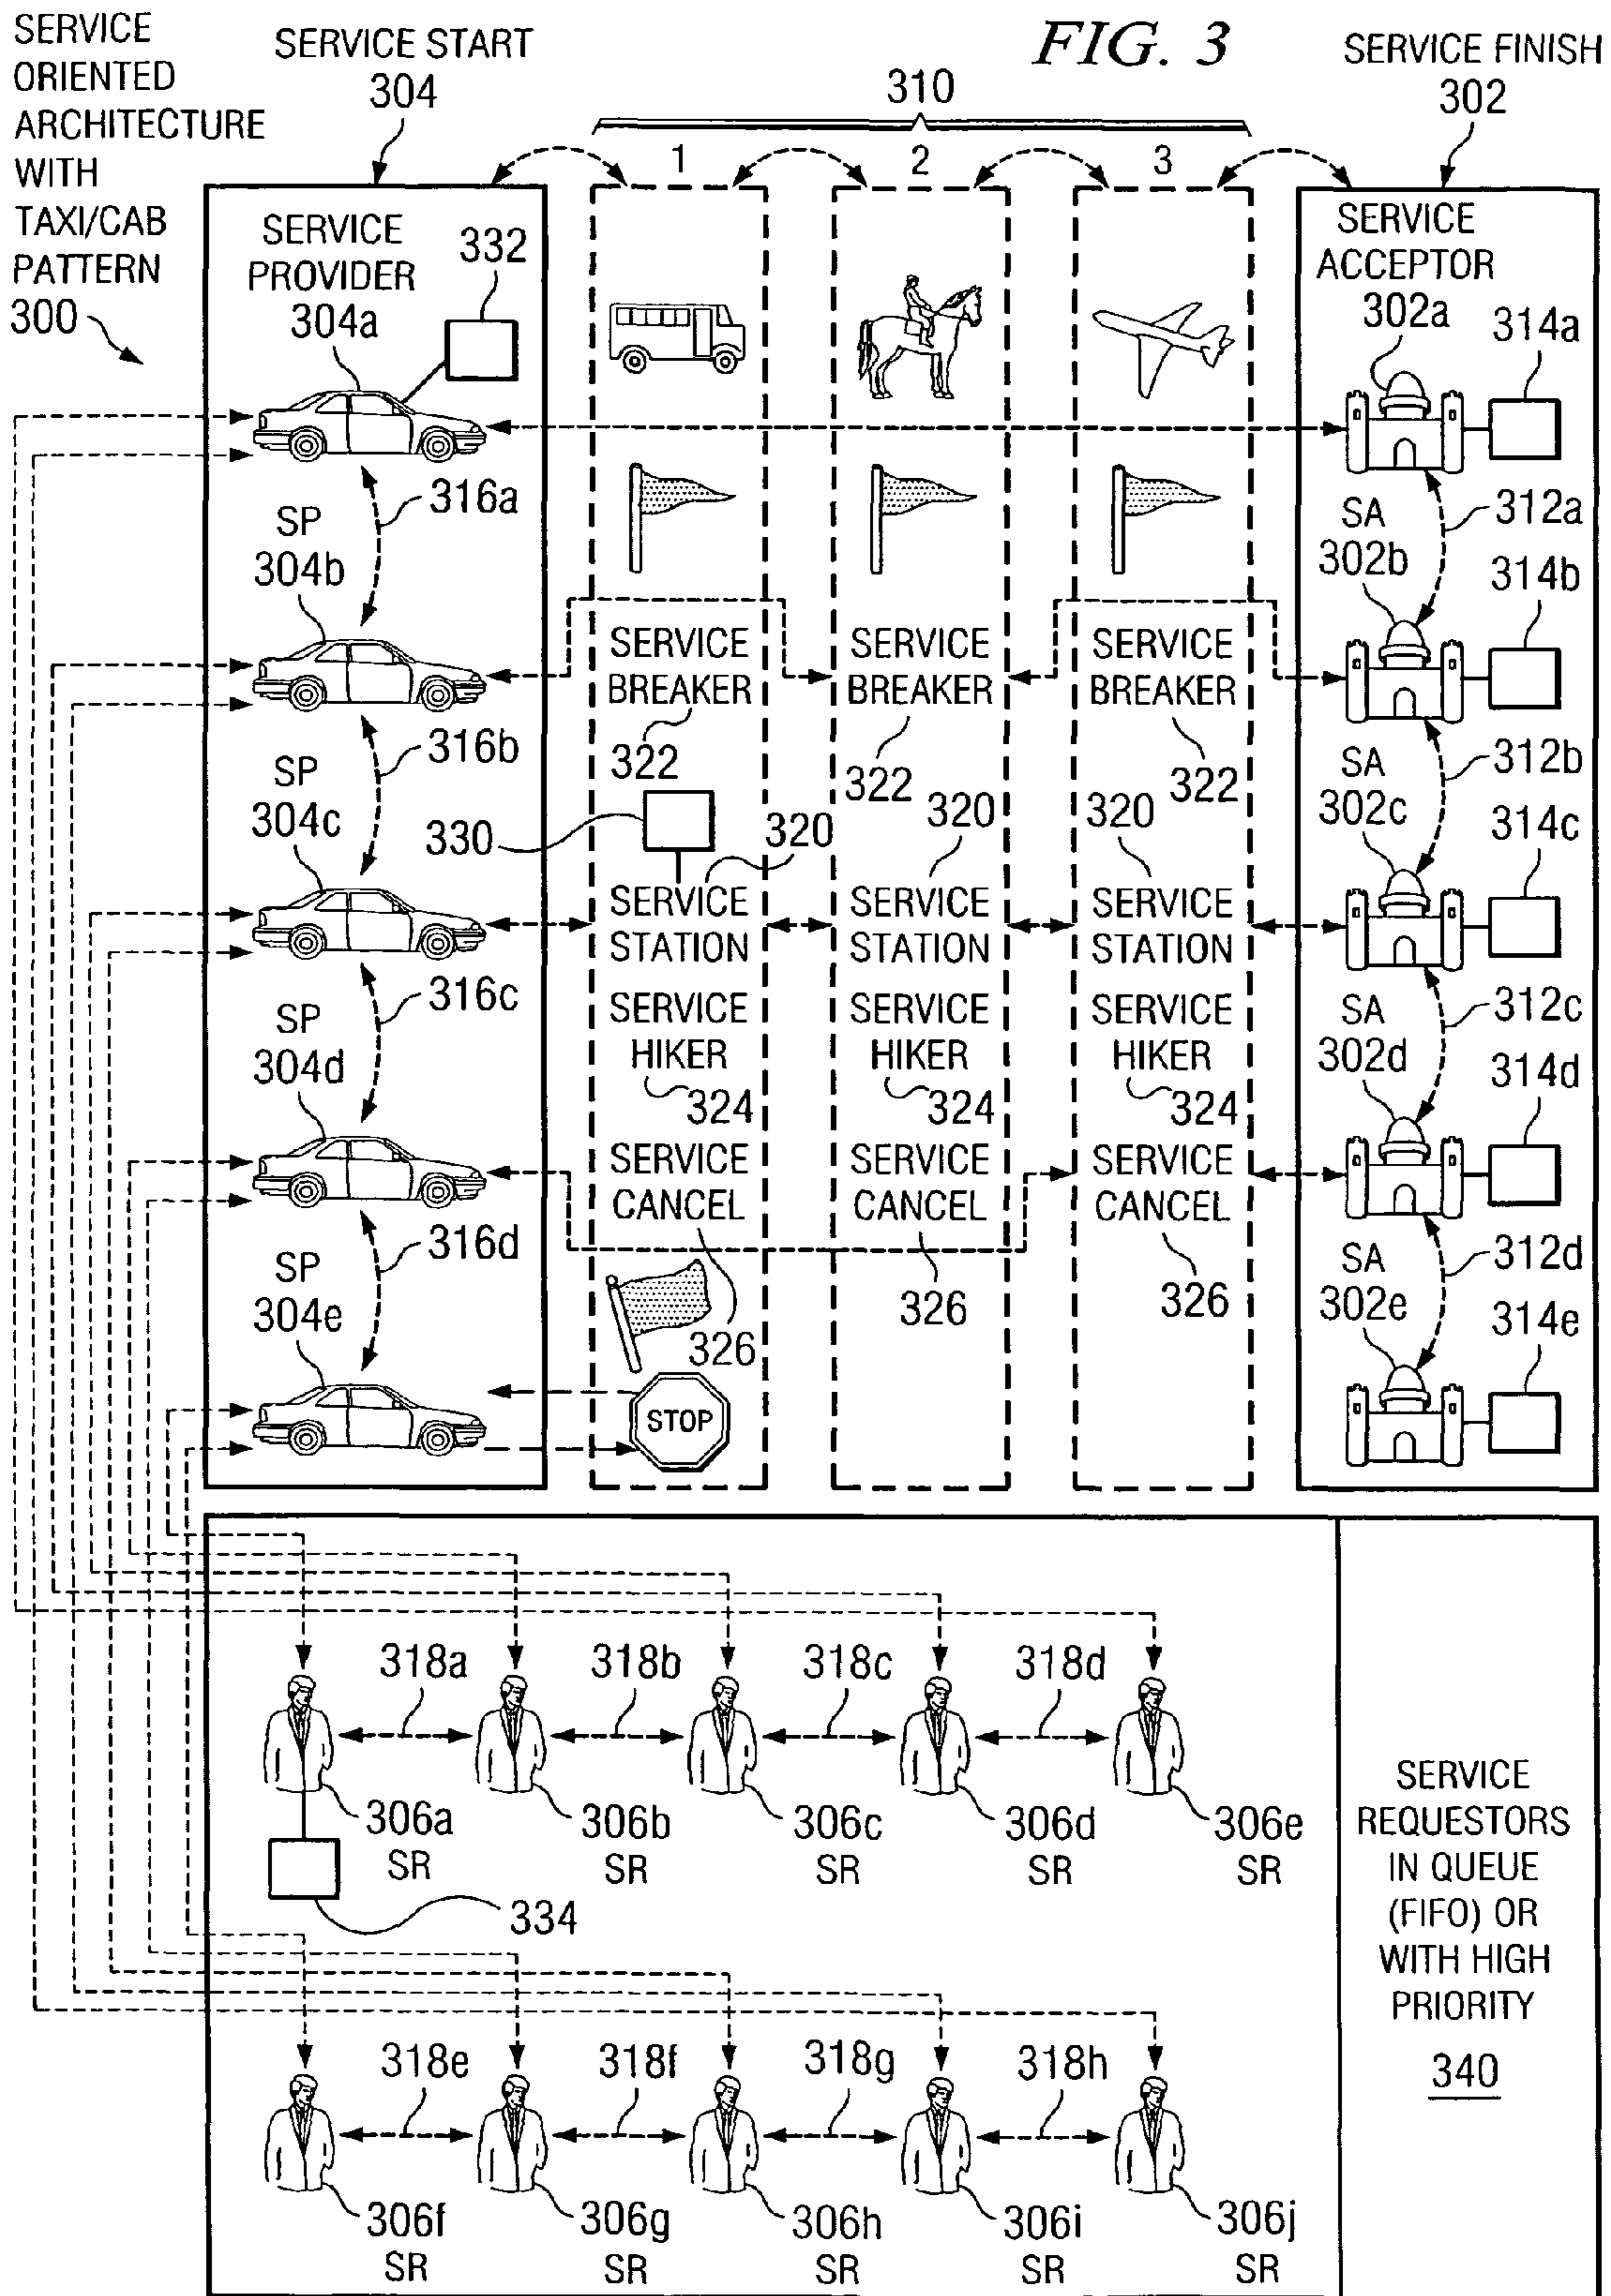 FIG. 3
SERVICE
ORIENTED
ARCHITECTURE
WITH
TAXI/CAB
PATTERN
300
SERVICE START
304
310
SERVICE FINISH
302
1
2
3
SERVICE
PROVIDER
304a
332
SERVICE
ACCEPTOR
302a
314a
316a
SP
304b
312a
SA
302b
314b
SERVICE
BREAKER
322
SERVICE
BREAKER
322
SERVICE
BREAKER
322
316b
SP
304c
312b
SA
302c
314c
330
320
320
320
SERVICE
STATION
SERVICE
STATION
SERVICE
STATION
316c
SP
304d
SERVICE
HIKER
324
SERVICE
HIKER
324
SERVICE
HIKER
324
312c
SA
302d
314d
SERVICE
CANCEL
326
SERVICE
CANCEL
326
SERVICE
CANCEL
326
316d
SP
304e
312d
SA
302e
314e
STOP
318a
318b
318c
318d
306a
SR
306b
SR
306c
SR
306d
SR
306e
SR
334
318e
318f
318g
318h
306f
SR
306g
SR
306h
SR
306i
SR
306j
SR
SERVICE
REQUESTORS
IN QUEUE
(FIFO) OR
WITH HIGH
PRIORITY
340